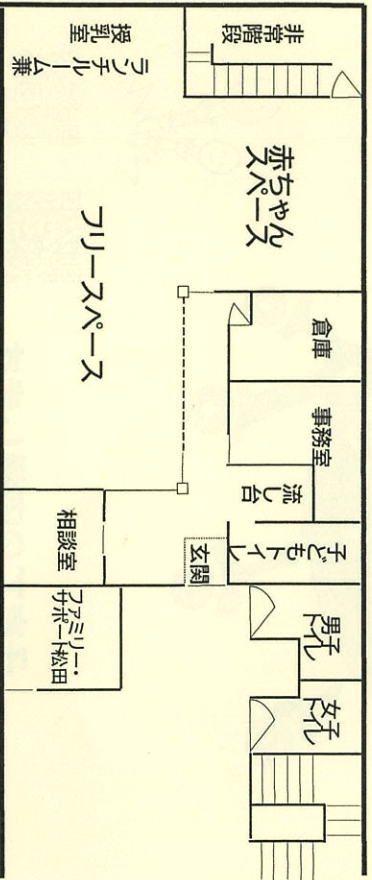 非常階段
ランチルーム兼
授乳室
赤ちゃん
スペース
フリースペース
倉庫
事務室
流し台
子どもトイレ
玄関
相談室
男子
トイレ
女子
トイレ
ファミリー・
サポート松田